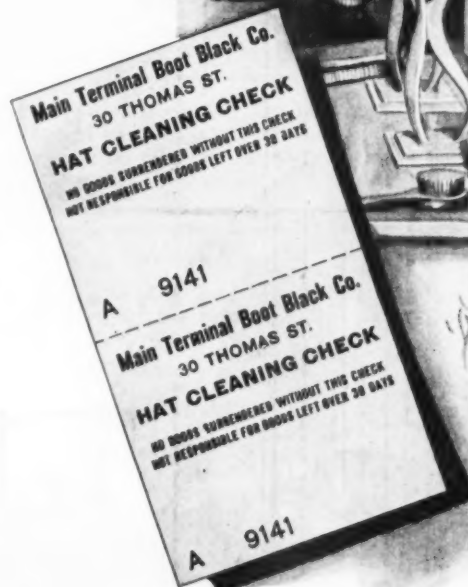 Main Terminal Boot Black Co.
30 THOMAS ST.
HAT CLEANING CHECK
NO GOODS SURRENDERED WITHOUT THIS CHECK
NOT RESPONSIBLE FOR GOODS LEFT OVER 30 DAYS
A 9141
Main Terminal Boot Black Co.
30 THOMAS ST.
HAT CLEANING CHECK
NO GOODS SURRENDERED WITHOUT THIS CHECK
NOT RESPONSIBLE FOR GOODS LEFT OVER 30 DAYS
A 9141